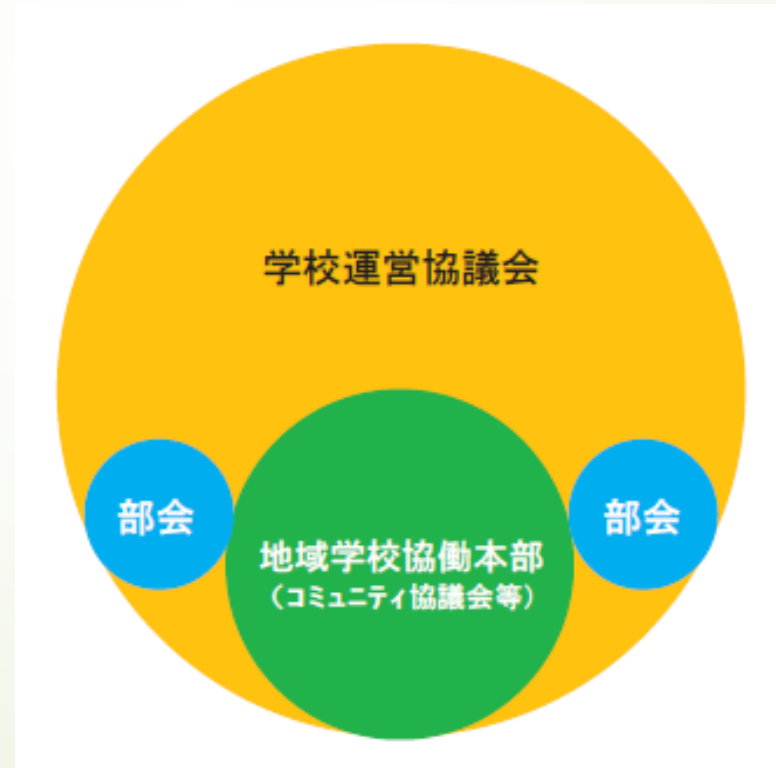 学校運営協議会
部会
地域学校協働本部
（コミュニティ協議会等）
部会